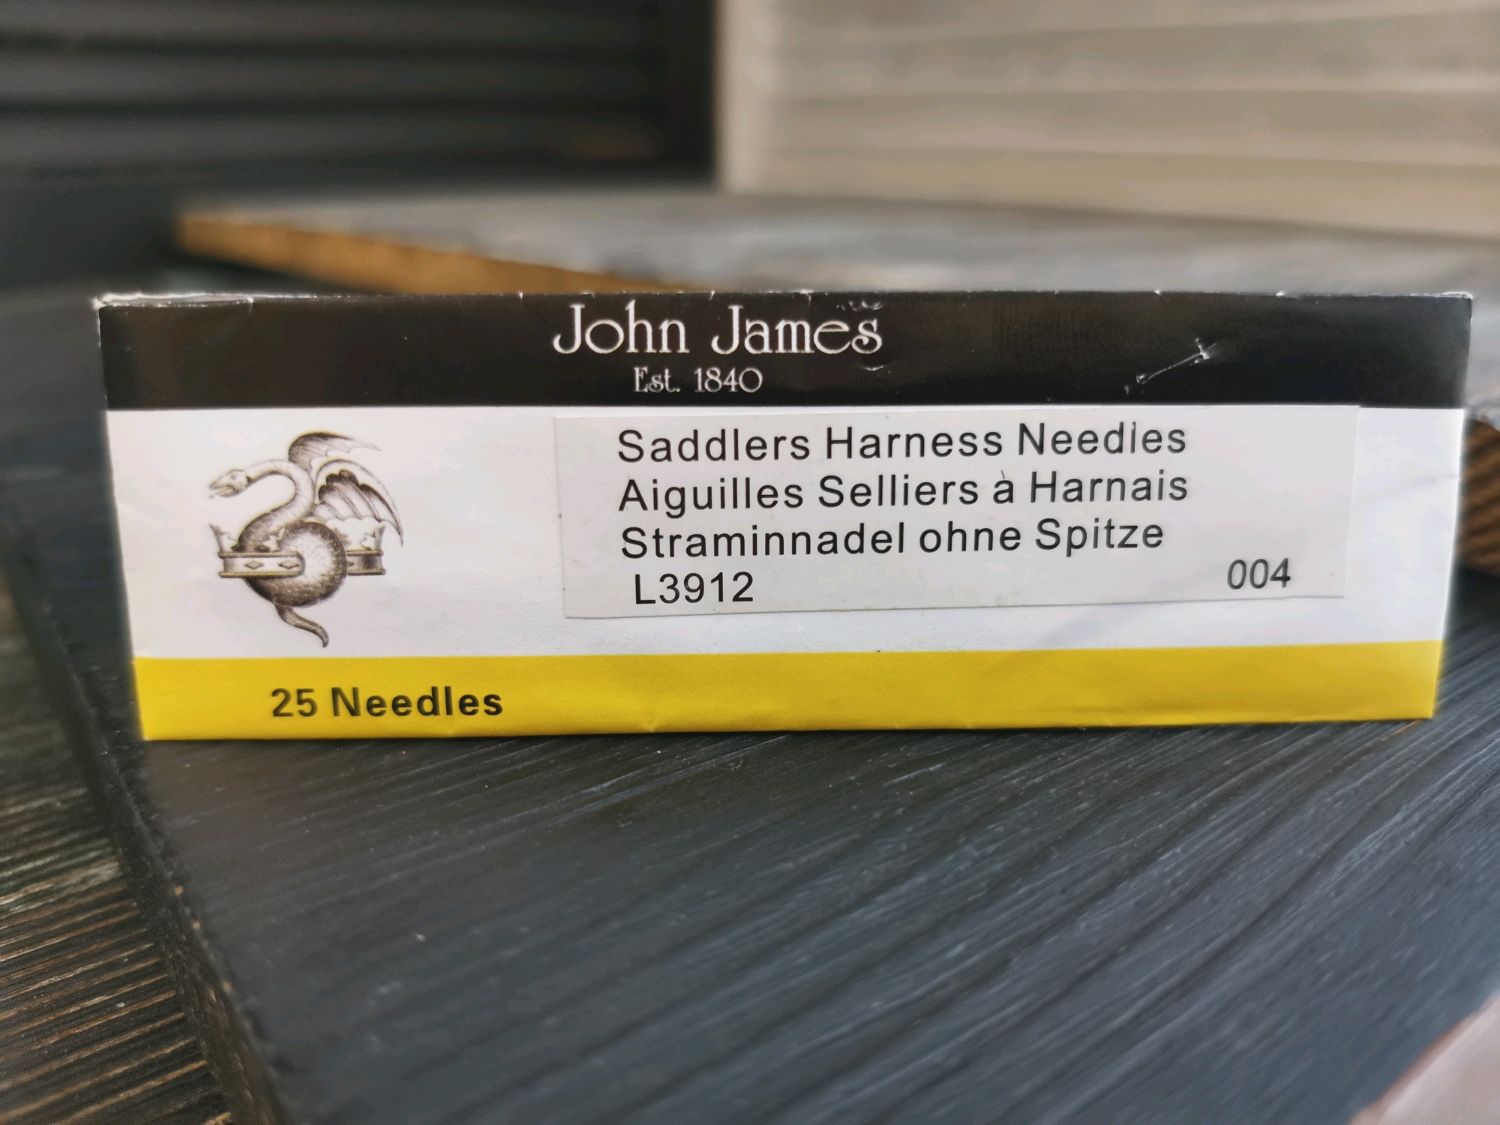 John James
Est. 1840
Saddlers Harness Needles
Aiguilles Selliers à Harnais
Straminnadel ohne Spitze
L3912 004
25 Needles